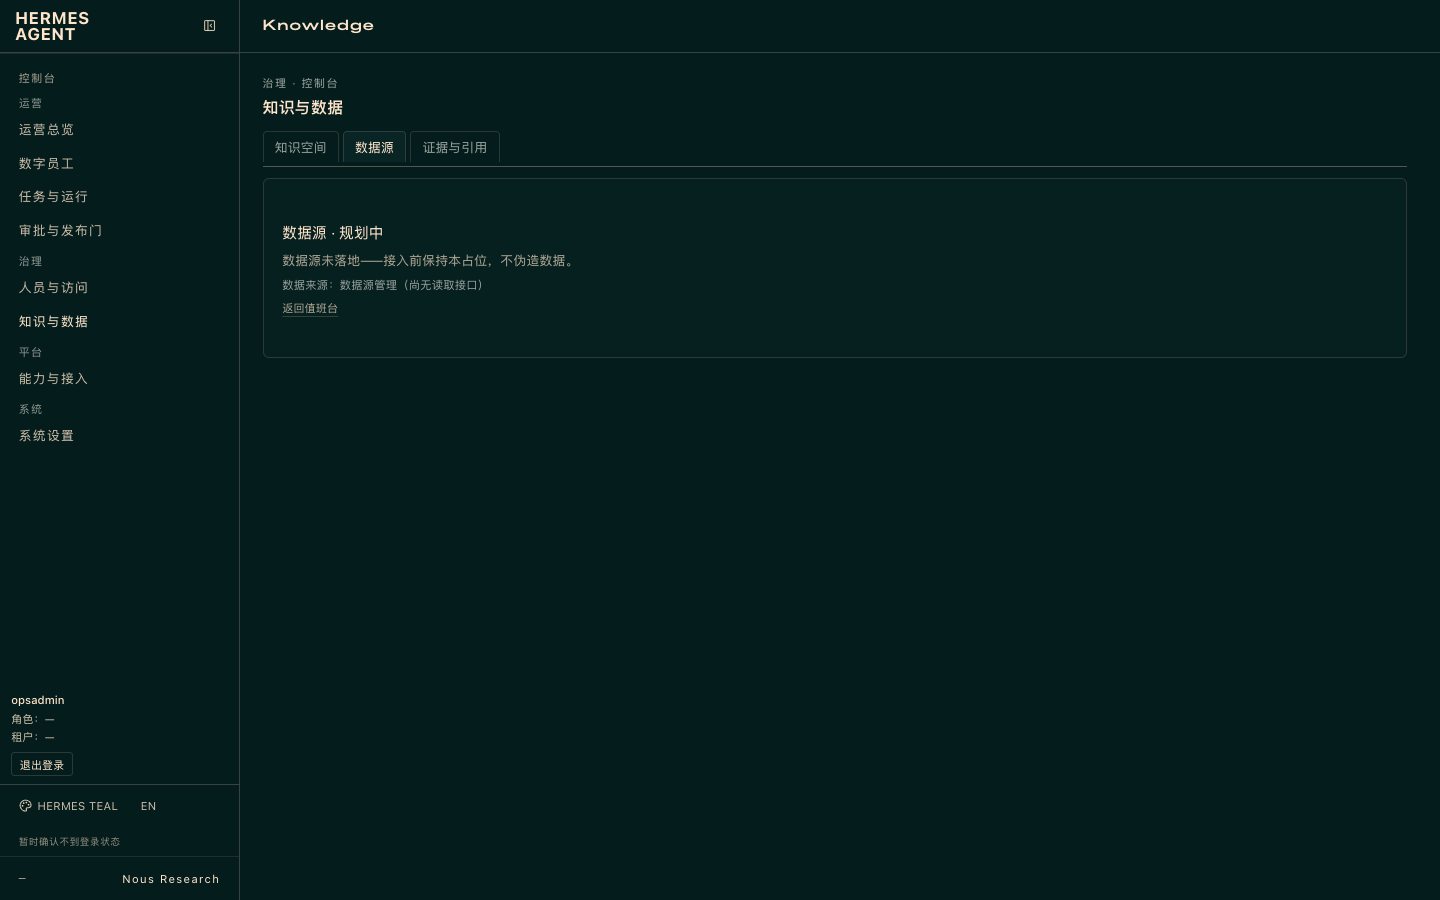 HERMES
AGENT
Knowledge
控制台
运营
运营总览
数字员工
任务与运行
审批与发布门
治理
人员与访问
知识与数据
平台
能力与接入
系统
系统设置
治理 · 控制台
知识与数据
知识空间
数据源
证据与引用
数据源 · 规划中
数据源未落地——接入前保持本占位，不伪造数据。
数据来源：数据源管理（尚无读取接口）
返回值班台
opsadmin
角色：—
租户：—
退出登录
HERMES TEAL EN
暂时确认不到登录状态
— Nous Research